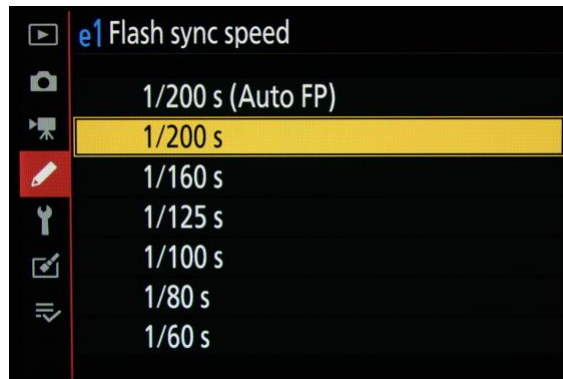 e1 Flash sync speed
1/200 s (Auto FP)
1/200 s
1/160 s
1/125 s
1/100 s
1/80 s
1/60 s